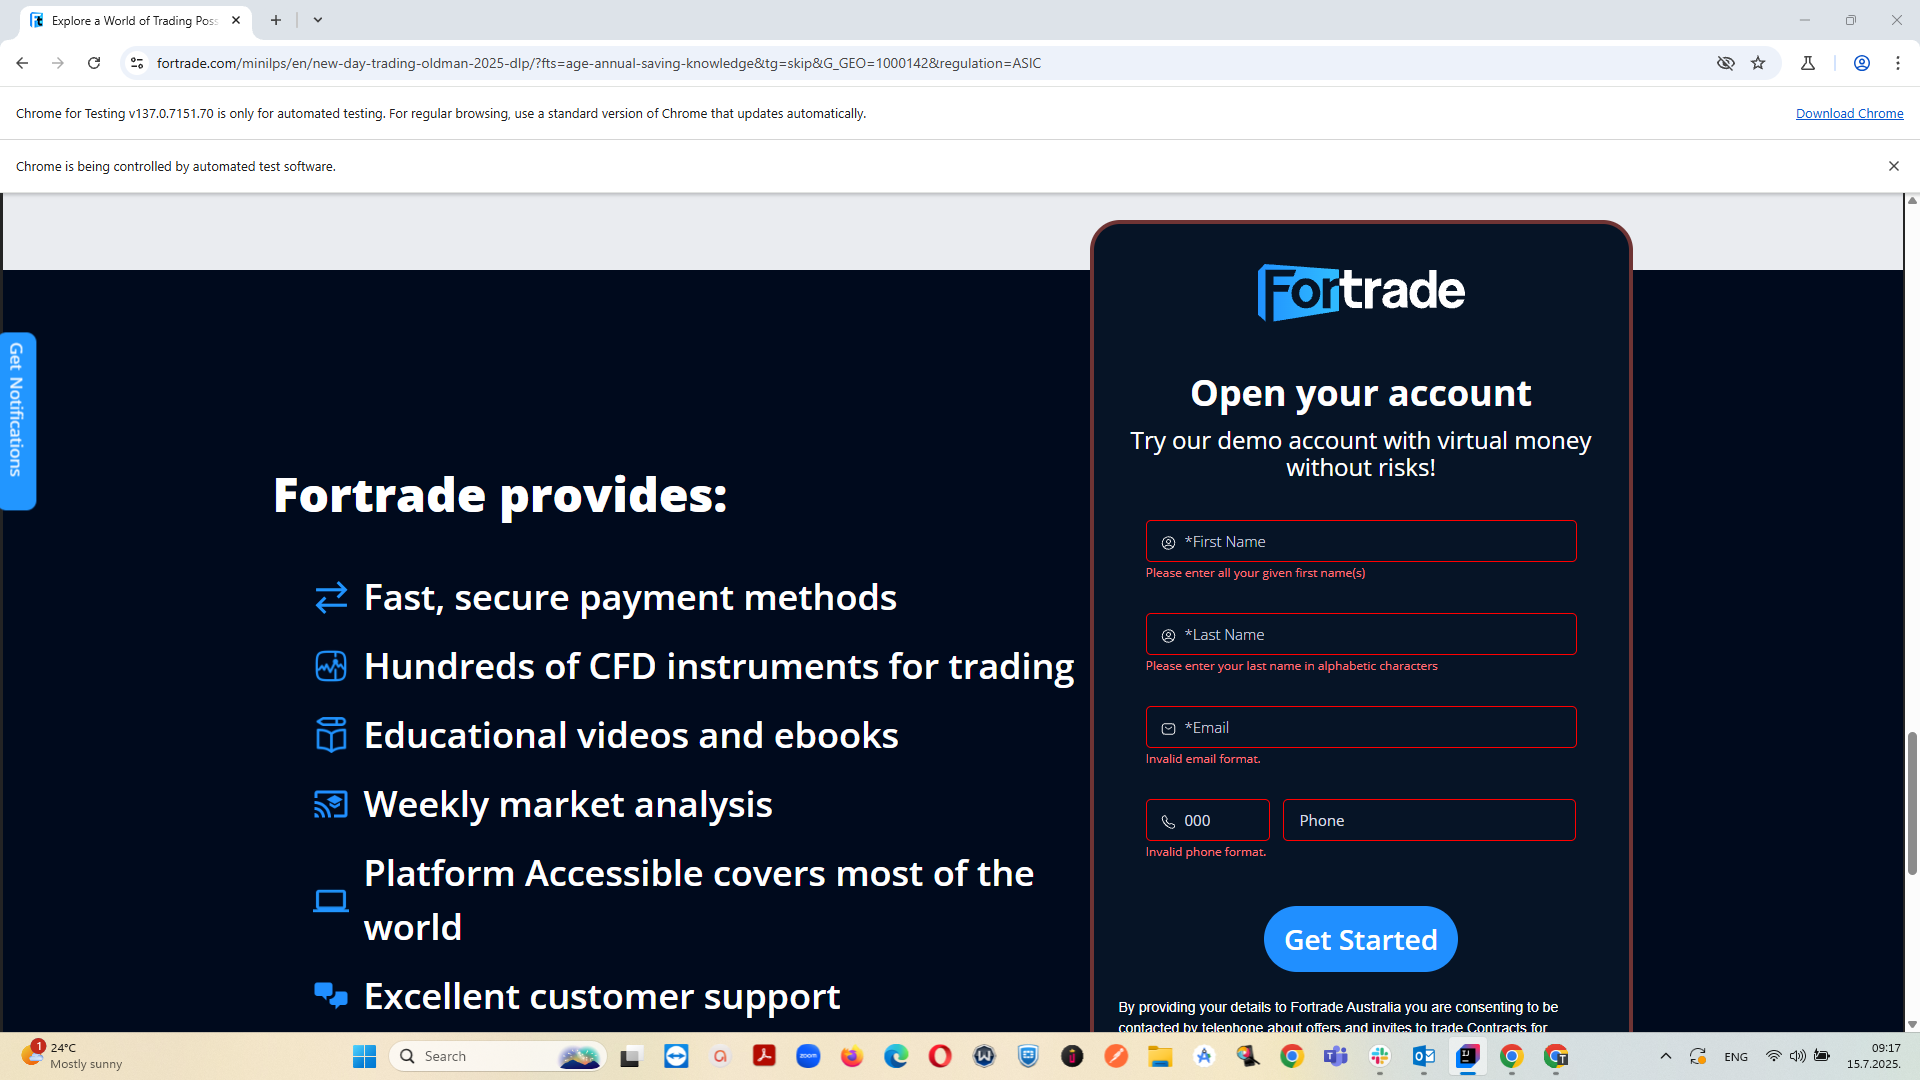 Explore a World of Trading Poss
fortrade.com/minilps/en/new-day-trading-oldman-2025-dlp/?fts=age-annual-saving-knowledge&tg=skip&G_GEO=1000142&regulation=ASIC
Chrome for Testing v137.0.7151.70 is only for automated testing. For regular browsing, use a standard version of Chrome that updates automatically.
Download Chrome
Chrome is being controlled by automated test software.
Get Notifications
Fortrade provides:
Fast, secure payment methods
Hundreds of CFD instruments for trading
Educational videos and ebooks
Weekly market analysis
Platform Accessible covers most of the
world
Excellent customer support
Fortrade
Open your account
Try our demo account with virtual money
without risks!
*First Name
Please enter all your given first name(s)
*Last Name
Please enter your last name in alphabetic characters
*Email
Invalid email format.
000
Phone
Invalid phone format.
Get Started
By providing your details to Fortrade Australia you are consenting to be
contacted by telephone about offers and invites to trade Contracts for
1
24°C
Mostly sunny
Search
zoom
ENG
09:17
15.7.2025.